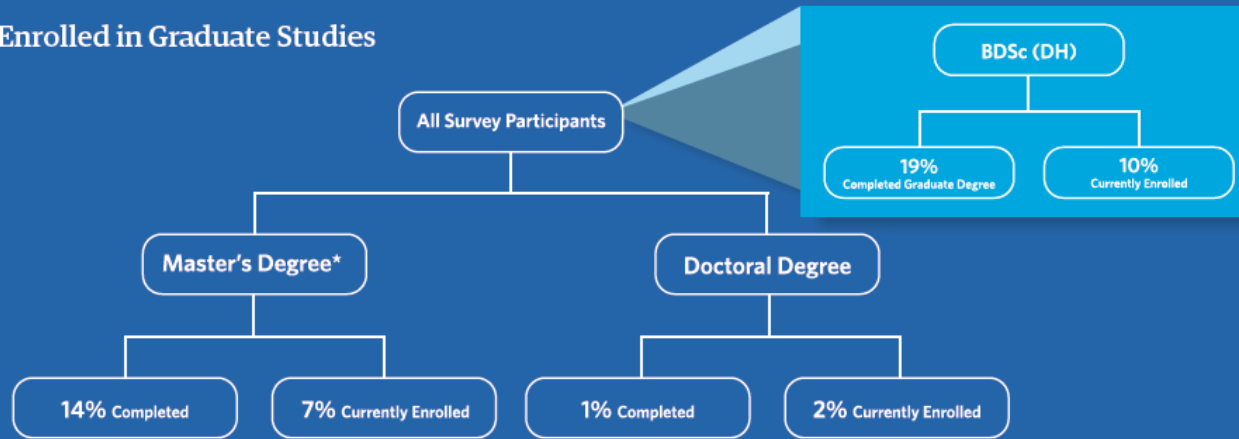 Enrolled in Graduate Studies
BDSc (DH)
19%
Completed Graduate Degree
10%
Currently Enrolled
All Survey Participants
Master's Degree*
Doctoral Degree
14% Completed
7% Currently Enrolled
1% Completed
2% Currently Enrolled